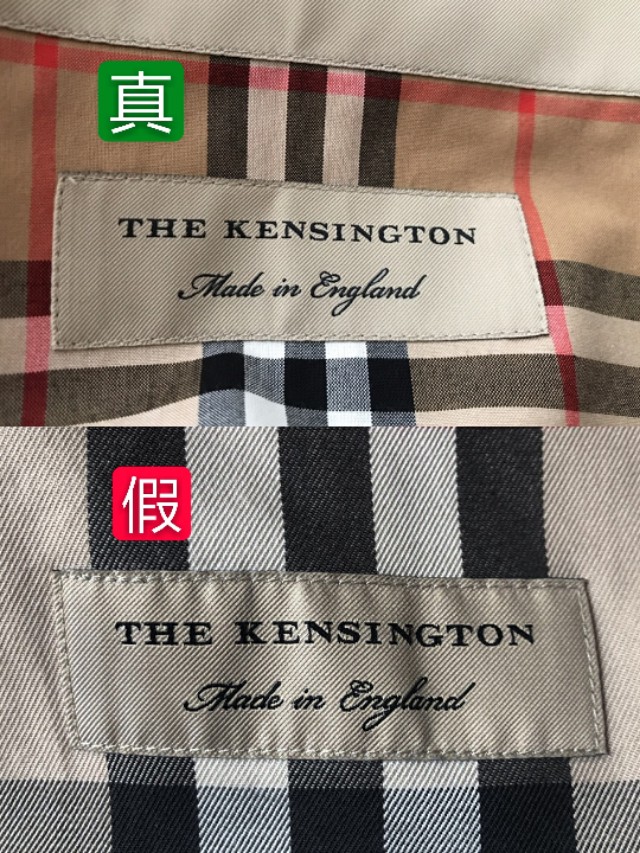 真
THE KENSINGTON
Made in England
假
THE KENSINGTON
Made in England